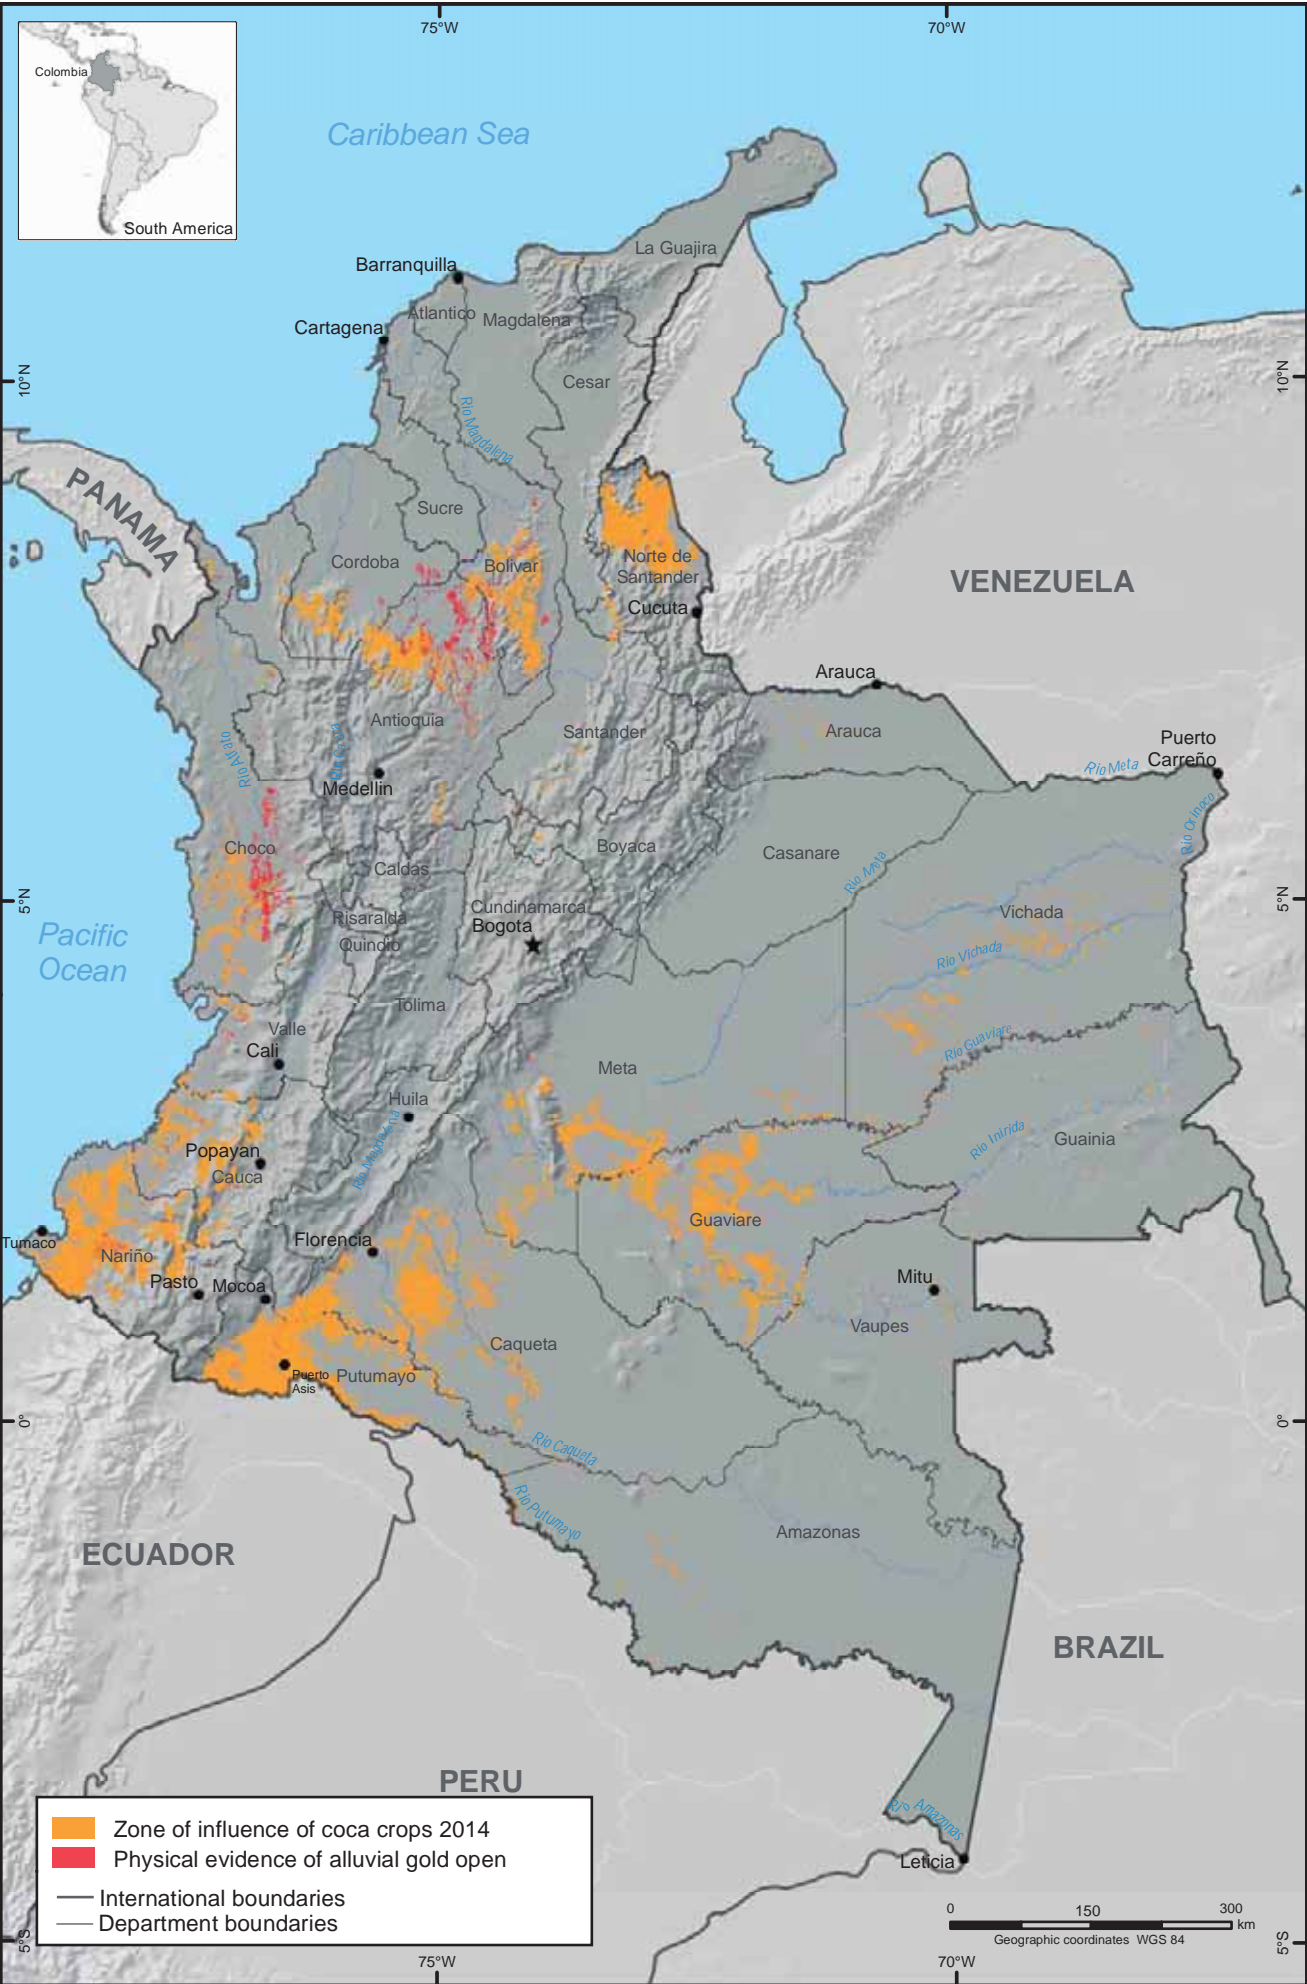 75°W
70°W
Colombia
South America
Caribbean Sea
La Guajira
Barranquilla
Atlantico
Magdalena
Cartagena
10°N
10°N
Cesar
Rio Magdalena
PANAMA
Sucre
Cordoba
Bolivar
Norte de
Santander
VENEZUELA
Cucuta
Arauca
Antioquia
Santander
Arauca
Puerto
Carreño
Rio Meta
Rio Atrato
Medellin
Rio Orinoco
Choco
Boyaca
Casanare
Caldas
Rio Meta
5°N
5°N
Cundinamarca
Risaralda
Bogota
Vichada
Quindio
Pacific
Ocean
Rio Vichada
Tolima
Valle
Cali
Rio Guaviare
Meta
Huila
Rio Magdalena
Rio Inirida
Guainia
Popayan
Cauca
Guaviare
Tumaco
Nariño
Florencia
Pasto
Mocoa
Mitu
Vaupes
Caqueta
Puerto
Asis
Putumayo
0°
0°
Rio Caqueta
Rio Putumayo
Amazonas
ECUADOR
BRAZIL
PERU
Rio Amazonas
Leticia
Zone of influence of coca crops 2014
Physical evidence of alluvial gold open
International boundaries
Department boundaries
0 150 300
km
Geographic coordinates WGS 84
5°S
5°S
75°W
70°W